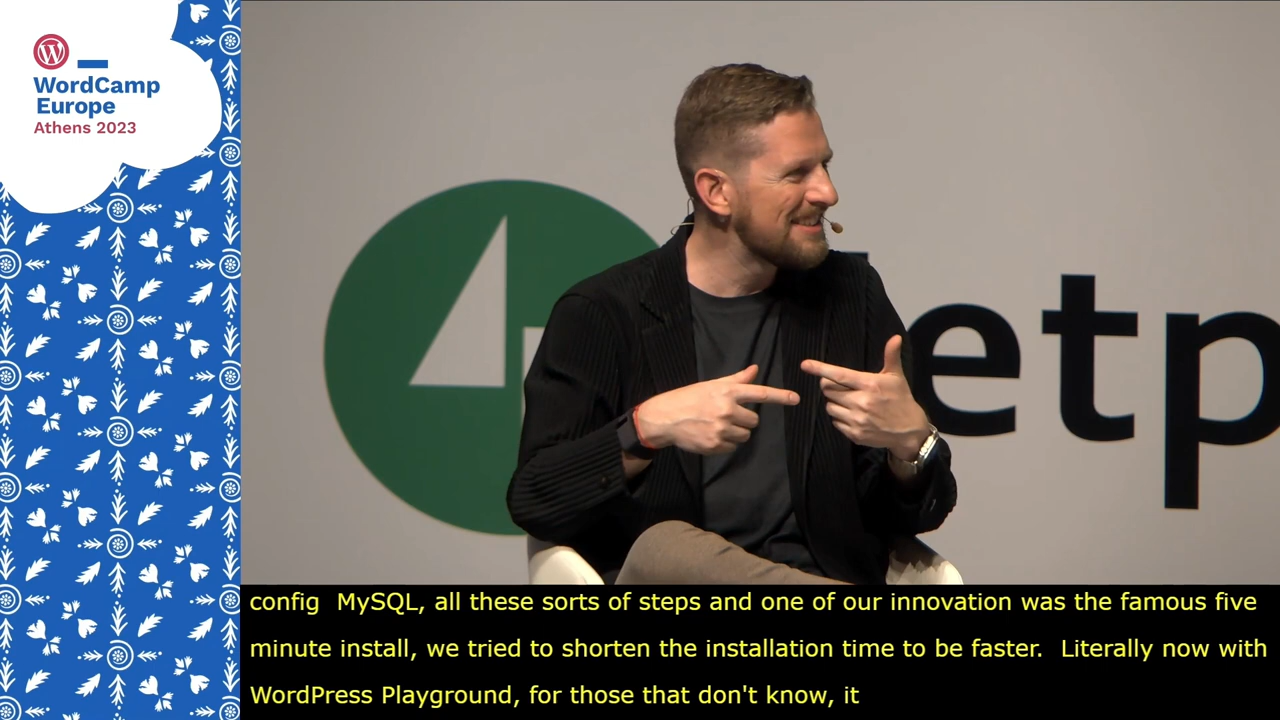 WordCamp
Europe
Athens 2023
etp
config  MySQL, all these sorts of steps and one of our innovation was the famous five
minute install, we tried to shorten the installation time to be faster.  Literally now with
WordPress Playground, for those that don't know, it